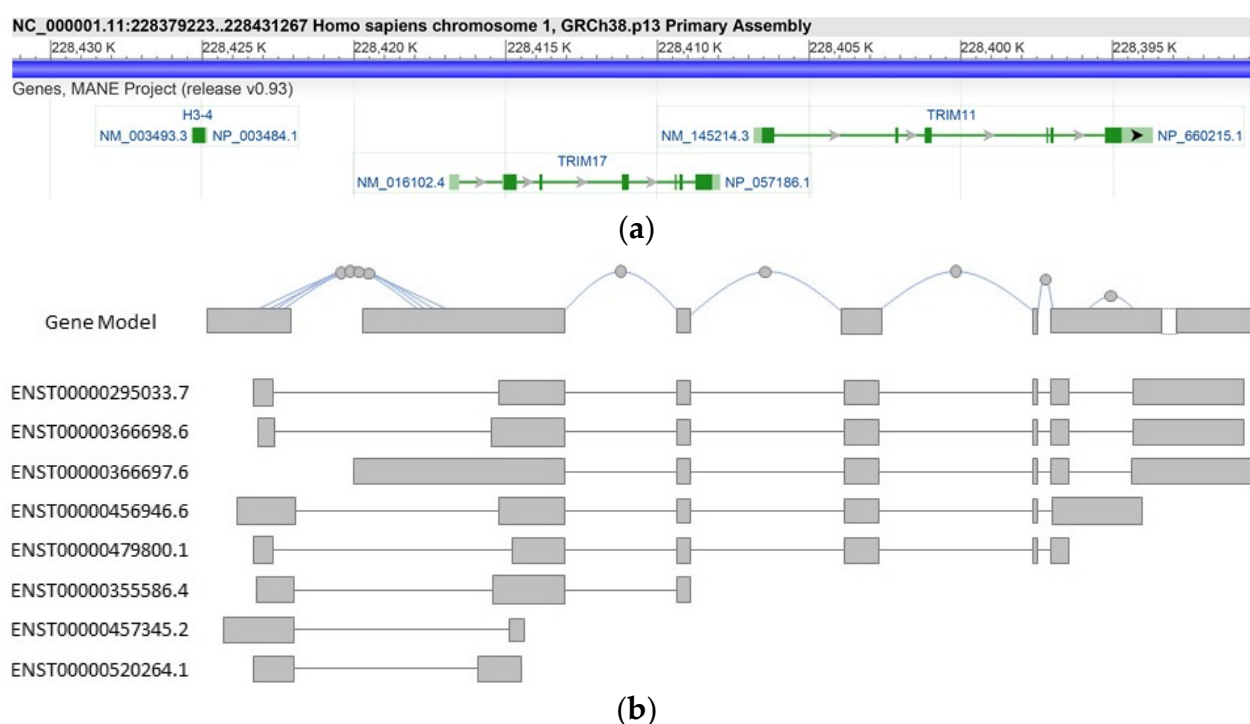 NC_000001.11:228379223..228431267 Homo sapiens chromosome 1, GRCh38.p13 Primary Assembly
228,430 K 228,425 K 228,420 K 228,415 K 228,410 K 228,405 K 228,400 K 228,395 K
Genes, MANE Project (release v0.93)
H3-4 TRIM11
NM_003493.3 NP_003484.1 NM_145214.3 NP_660215.1
TRIM17
NM_016102.4 NP_057186.1
(a)
Gene Model
ENST00000295033.7
ENST00000366698.6
ENST00000366697.6
ENST00000456946.6
ENST00000479800.1
ENST00000355586.4
ENST00000457345.2
ENST00000520264.1
(b)